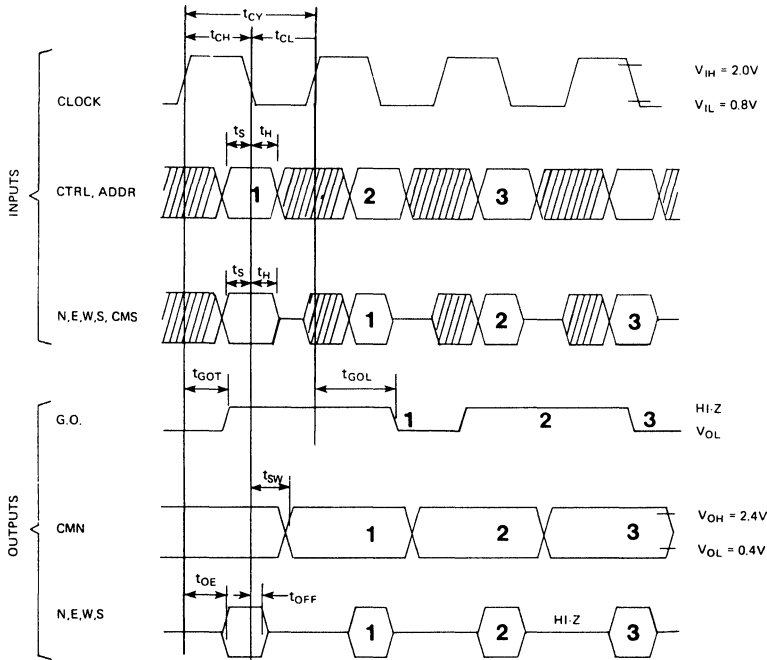 tCY
tCH tCL
INPUTS
CLOCK
VIH = 2.0V
VIL = 0.8V
tS tH
CTRL, ADDR 1 2 3
tS tH
N,E,W,S, CMS 1 2 3
OUTPUTS
tGOT tGOL
G.O. 1 2 3
HI-Z
VOL
tSW
CMN 1 2 3
VOH = 2.4V
VOL = 0.4V
tOE tOFF
N,E,W,S 1 2 HI-Z 3